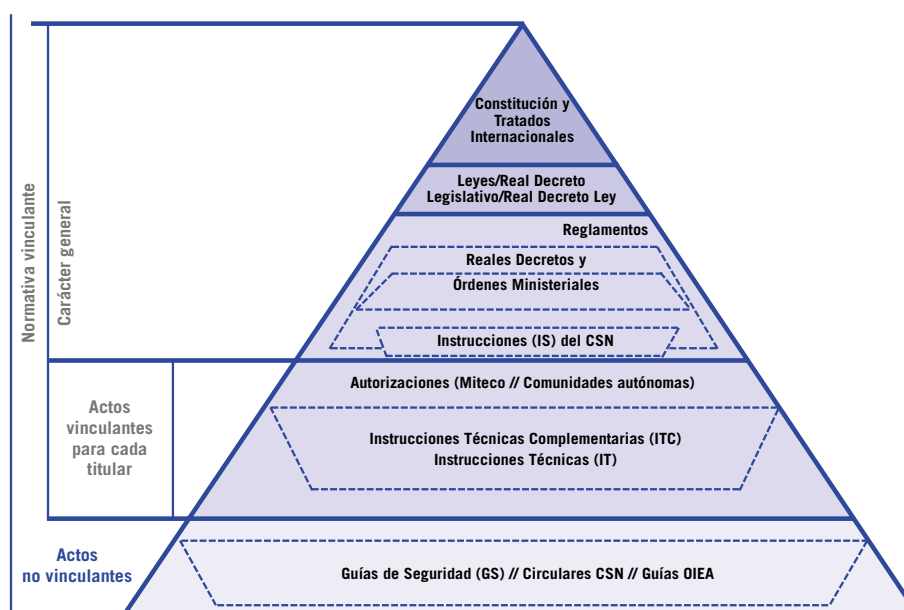 Normativa vinculante
Carácter general
Constitución y
Tratados
Internacionales
Leyes/Real Decreto
Legislativo/Real Decreto Ley
Reglamentos
Reales Decretos y
Órdenes Ministeriales
Instrucciones (IS) del CSN
Actos
vinculantes
para cada
titular
Autorizaciones (Miteco // Comunidades autónomas)
Instrucciones Técnicas Complementarias (ITC)
Instrucciones Técnicas (IT)
Actos
no vinculantes
Guías de Seguridad (GS) // Circulares CSN // Guías OIEA